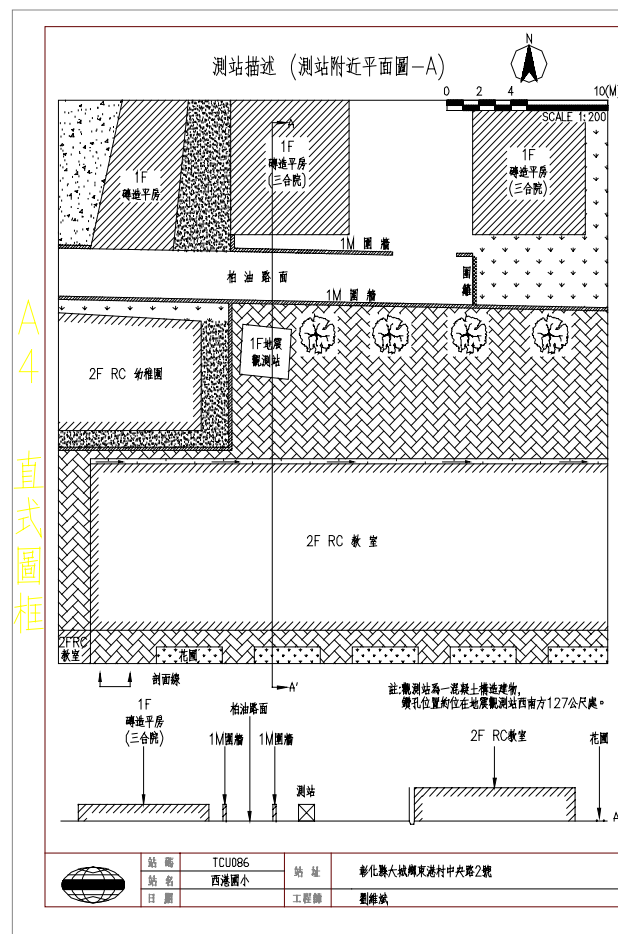 測站描述 (測站附近平面圖-A)
N
0 2 4 10(M)
SCALE 1:200
A
1F
磚造平房
(三合院)
1F
磚造平房
(三合院)
1F
磚造平房
1M 圍牆
柏油路面
圍牆
1M 圍牆
1F地震
觀測站
2F RC 幼稚園
A4 直式圖框
2F RC 教室
2FRC
教室
花園
剖面線
A'
註:觀測站為一混凝土構造建物,
鑽孔位置約位在地震觀測站西南方127公尺處。
1F
磚造平房
(三合院)
柏油路面
1M圍牆
1M圍牆
測站
2F RC教室
花園
A
站 碼 TCU086
站 名 西港國小
日 期
站 址 彰化縣大城鄉東港村中央路2號
工程師 劉維斌